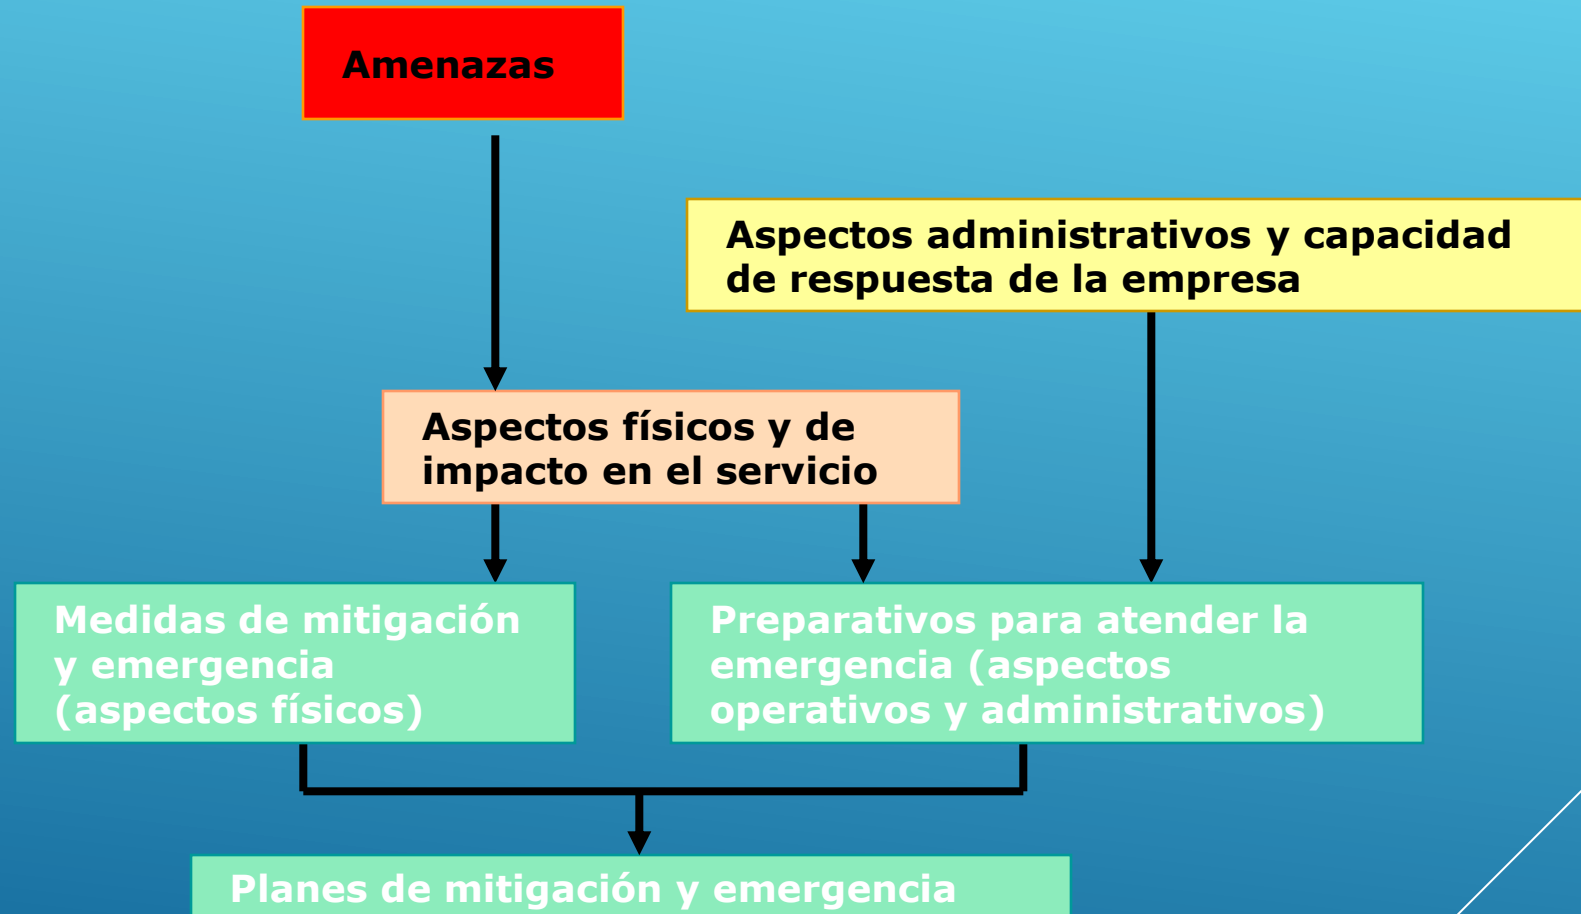 Amenazas
Aspectos administrativos y capacidad
de respuesta de la empresa
Aspectos físicos y de
impacto en el servicio
Medidas de mitigación
y emergencia
(aspectos físicos)
Preparativos para atender la
emergencia (aspectos
operativos y administrativos)
Planes de mitigación y emergencia